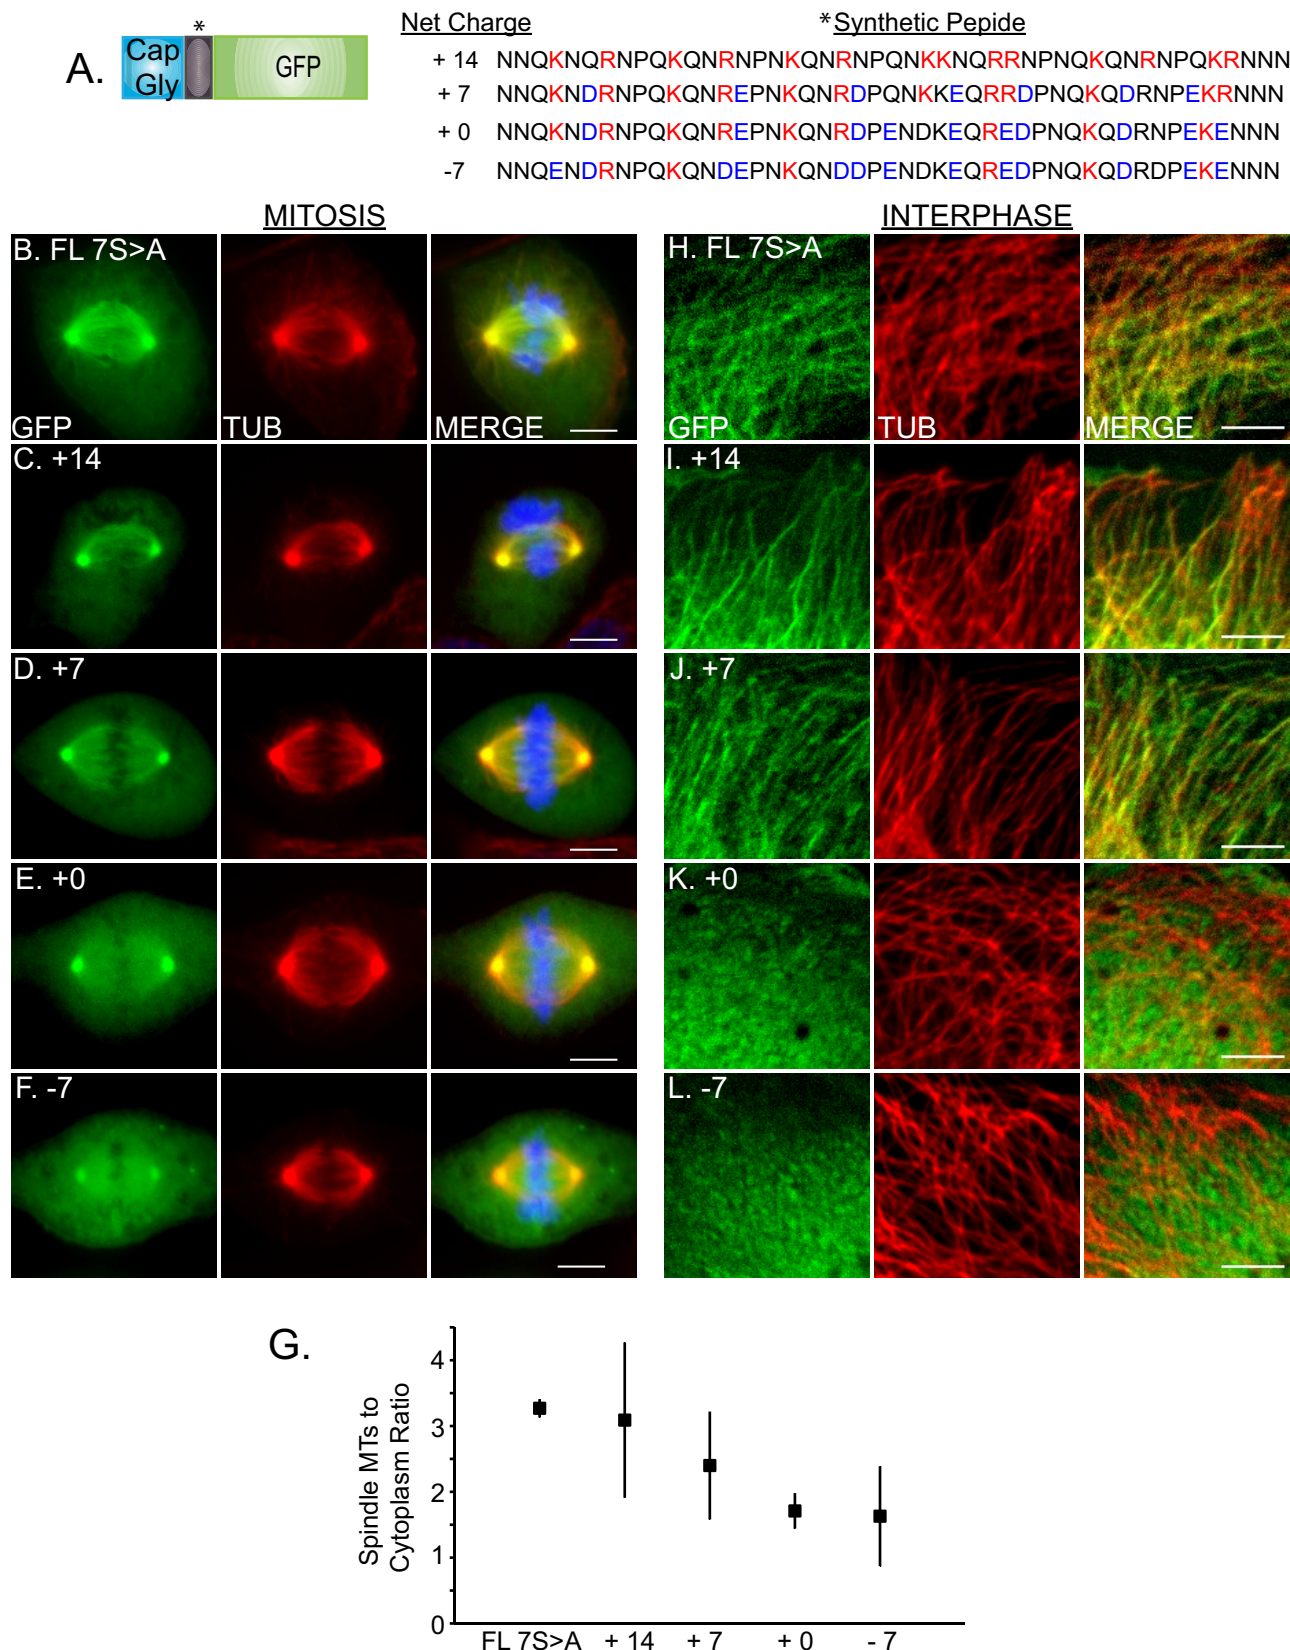 A.
*
Cap
Gly
GFP
Net Charge
*Synthetic Pepide
+ 14 NNQKNQRNPQKQNRNPNKQNRNPQNKKNQRRNPNQKQNRNPQKRNNN
+ 7 NNQKNDRNPQKQNREPNKQNRDPQNKKEQRRDPNQKQDRNPEKRNNN
+ 0 NNQKNDRNPQKQNREPNKQNRDPENDKEQREDPNQKQDRNPEKENNN
-7 NNQENDRNPQKQNDEPNKQNDDPENDKEQREDPNQKQDRDPEKENNN
MITOSIS
INTERPHASE
B. FL 7S>A
GFP
TUB
MERGE
H. FL 7S>A
GFP
TUB
MERGE
C. +14
I. +14
D. +7
J. +7
E. +0
K. +0
F. -7
L. -7
G.
Spindle MTs to
Cytoplasm Ratio
4
3
2
1
0
FL 7S>A + 14 + 7 + 0 - 7